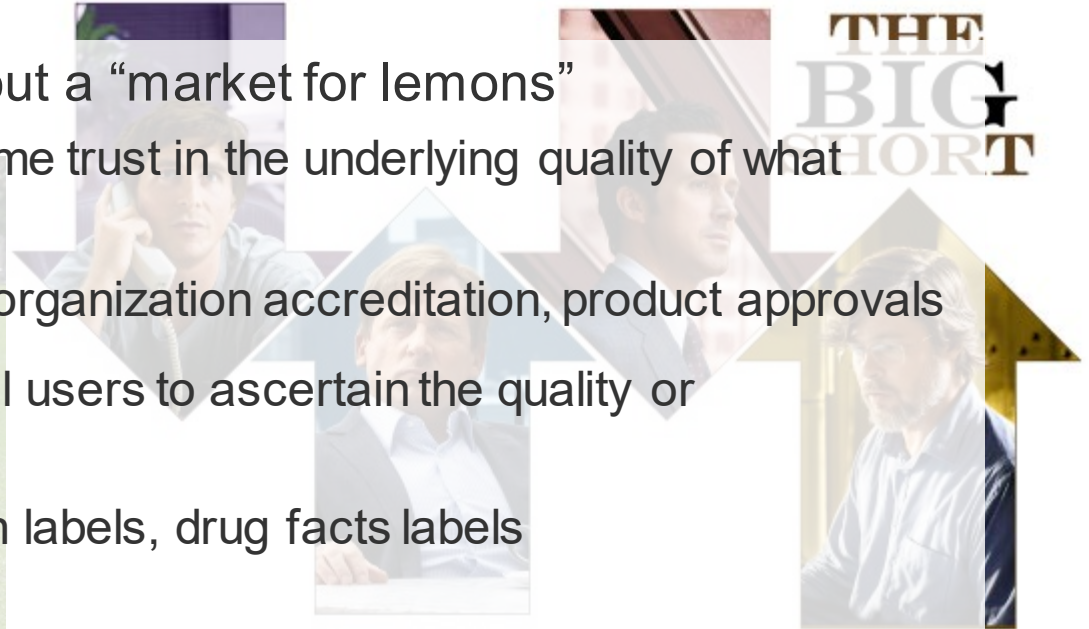 THE
BIG
SHORT
out a “market for lemons”
me trust in the underlying quality of what
organization accreditation, product approvals
l users to ascertain the quality or
n labels, drug facts labels